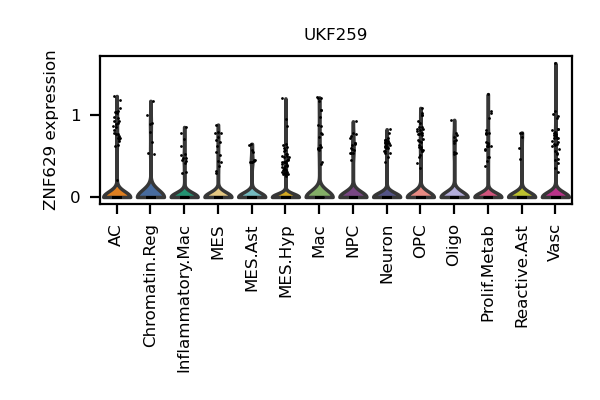 UKF259
ZNF629 expression
1
0
AC
Chromatin.Reg
Inflammatory.Mac
MES
MES.Ast
MES.Hyp
Mac
NPC
Neuron
OPC
Oligo
Prolif.Metab
Reactive.Ast
Vasc